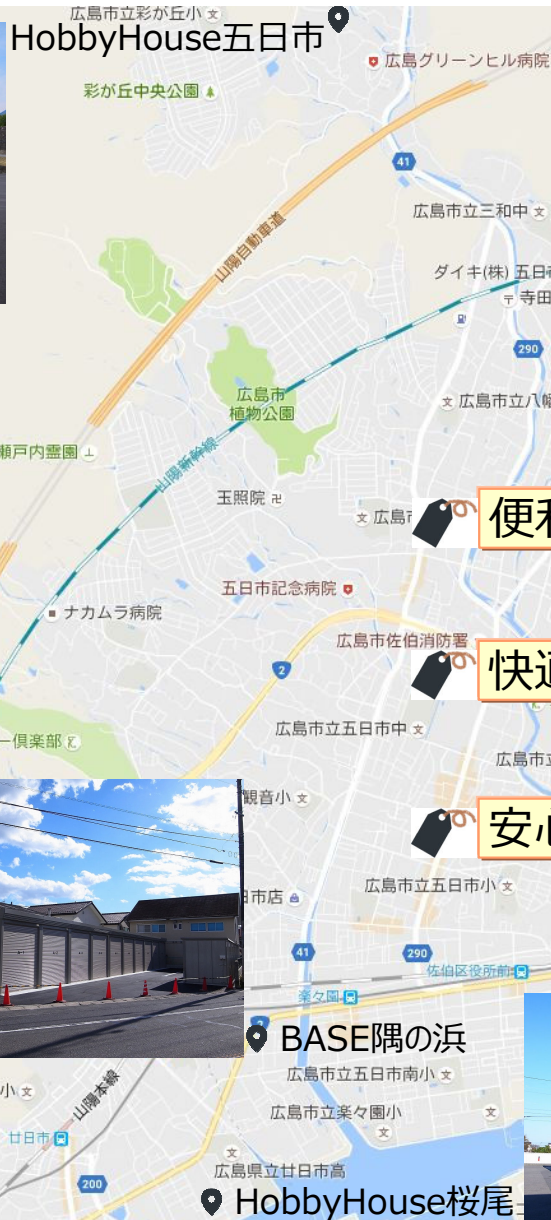 広島市立彩が丘小
HobbyHouse五日市
広島グリーンヒル病院
彩が丘中央公園
41
広島市立三和中
山陽自動車道
ダイキ(株) 五日市
寺田
290
広島市
植物公園
広島市立八幡
瀬戸内霊園
山陽新幹線
玉照院
広島市
便利
五日市記念病院
ナカムラ病院
広島市佐伯消防署
2
快適
広島市立五日市中
ー倶楽部
広島市立
観音小
安心
日市店
広島市立五日市小
41
290
佐伯区役所前
楽々園
2
BASE隅の浜
広島市立五日市南小
小
山陽本線
広島市立楽々園小
廿日市
広島県立廿日市高
200
HobbyHouse桜尾